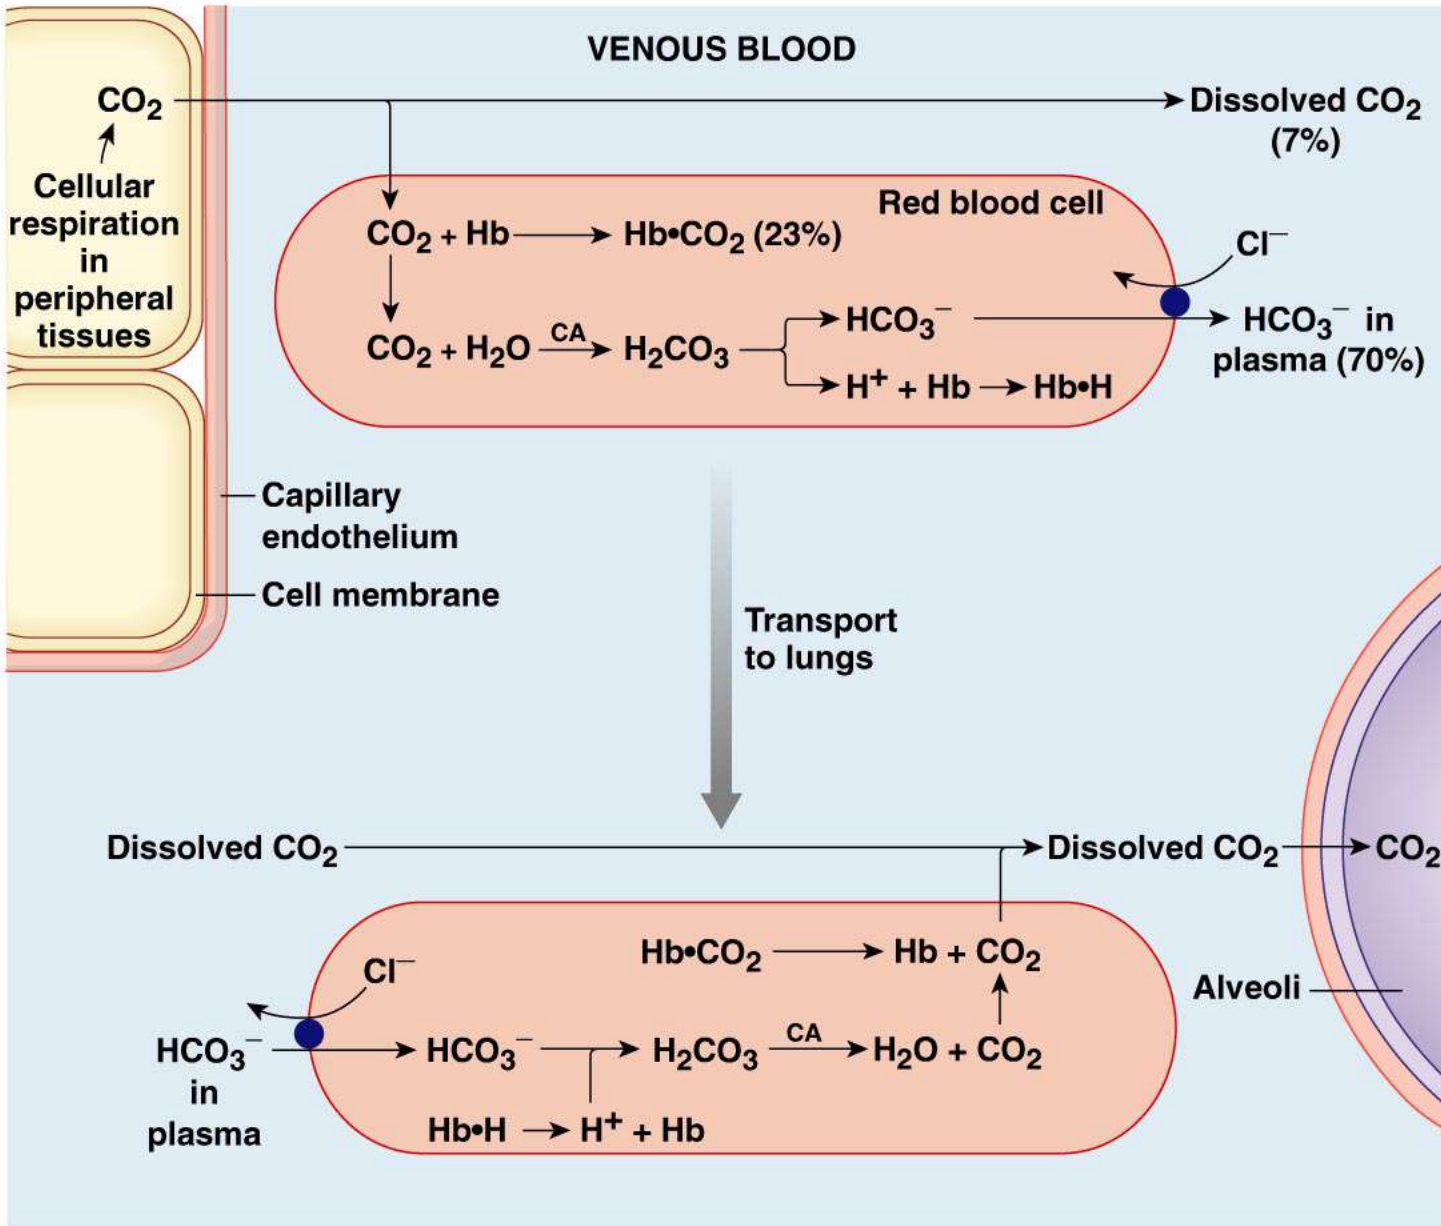 VENOUS BLOOD
CO₂
Dissolved CO₂
(7%)
Cellular
respiration
in
peripheral
tissues
Red blood cell
CO₂ + Hb → Hb•CO₂ (23%)
Cl⁻
CO₂ + H₂O CA → H₂CO₃
HCO₃⁻
HCO₃⁻ in
plasma (70%)
H⁺ + Hb → Hb•H
Capillary
endothelium
Cell membrane
Transport
to lungs
Dissolved CO₂
Dissolved CO₂
CO₂
Hb•CO₂ → Hb + CO₂
Cl⁻
Alveoli
HCO₃⁻
in
plasma
HCO₃⁻ → H₂CO₃ CA → H₂O + CO₂
Hb•H → H⁺ + Hb